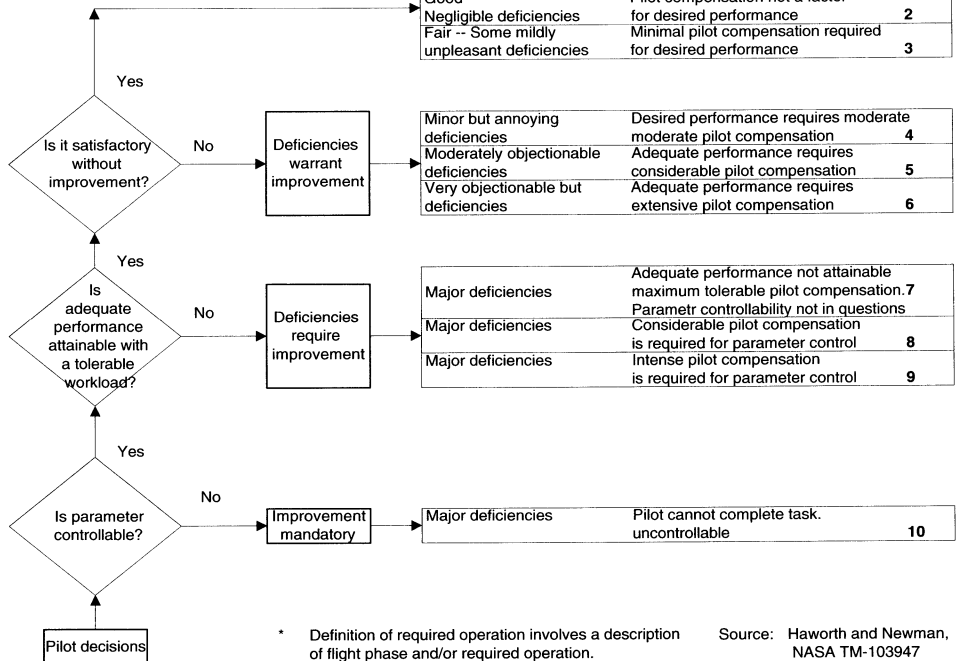 Negligible deficiencies for desired performance 2
Fair -- Some mildly Minimal pilot compensation required
unpleasant deficiencies for desired performance 3
Yes
Is it satisfactory
without
improvement?
No
Deficiencies
warrant
improvement
Minor but annoying Desired performance requires moderate
deficiencies moderate pilot compensation 4
Moderately objectionable Adequate performance requires
deficiencies considerable pilot compensation 5
Very objectionable but Adequate performance requires
deficiencies extensive pilot compensation 6
Yes
Is
adequate
performance
attainable with
a tolerable
workload?
No
Deficiencies
require
improvement
Adequate performance not attainable
Major deficiencies maximum tolerable pilot compensation. 7
Parametr controllability not in questions
Major deficiencies Considerable pilot compensation
is required for parameter control 8
Major deficiencies Intense pilot compensation
is required for parameter control 9
Yes
Is parameter
controllable?
No
Improvement
mandatory
Major deficiencies Pilot cannot complete task.
uncontrollable 10
Pilot decisions
* Definition of required operation involves a description
of flight phase and/or required operation.
Source: Haworth and Newman,
NASA TM-103947